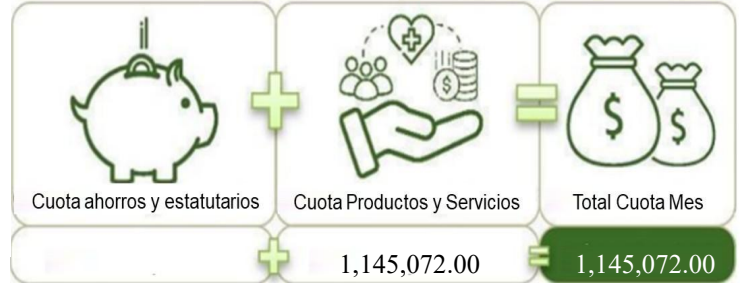 Cuota ahorros y estatutarios
Cuota Productos y Servicios
Total Cuota Mes
1,145,072.00
1,145,072.00